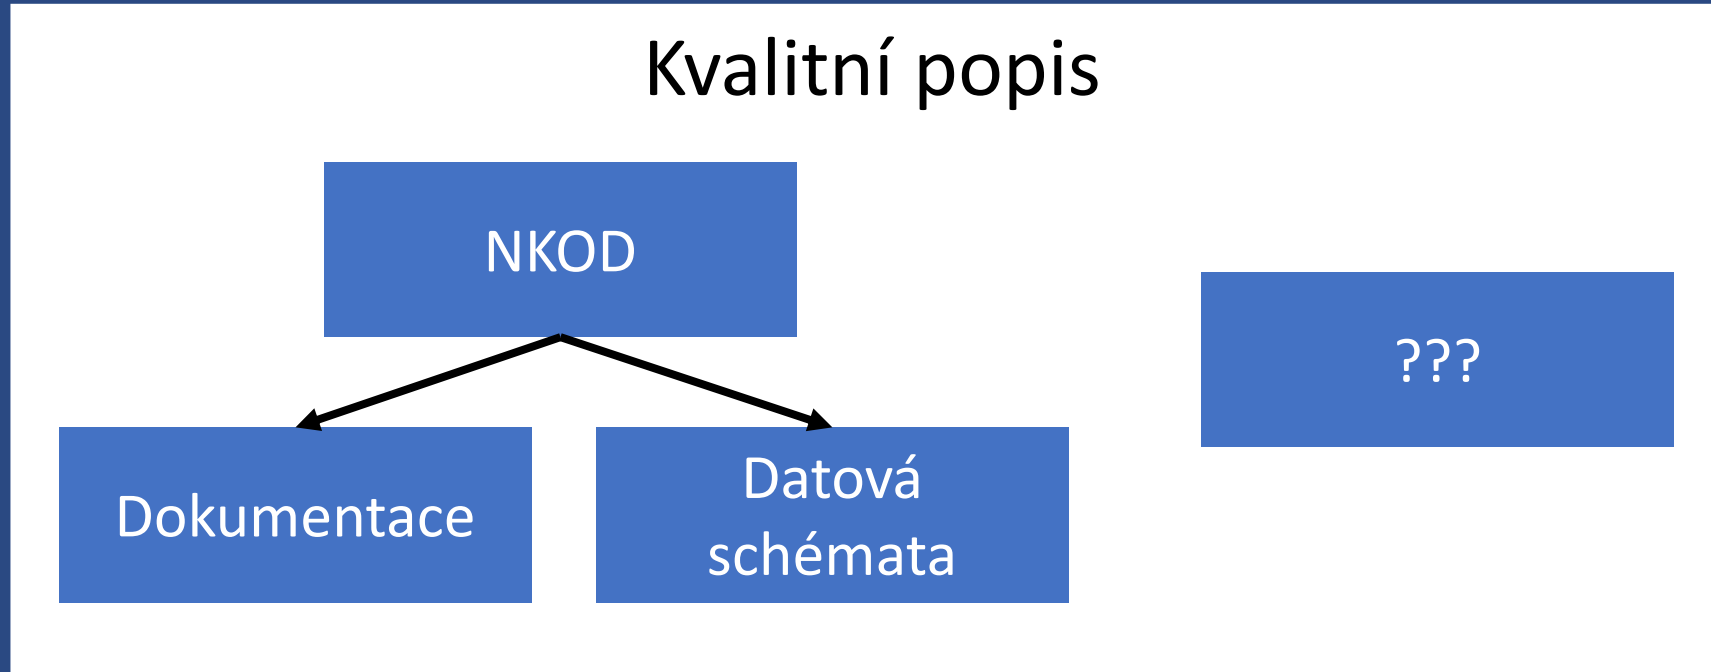 Kvalitní popis
NKOD
???
Dokumentace
Datová
schémata